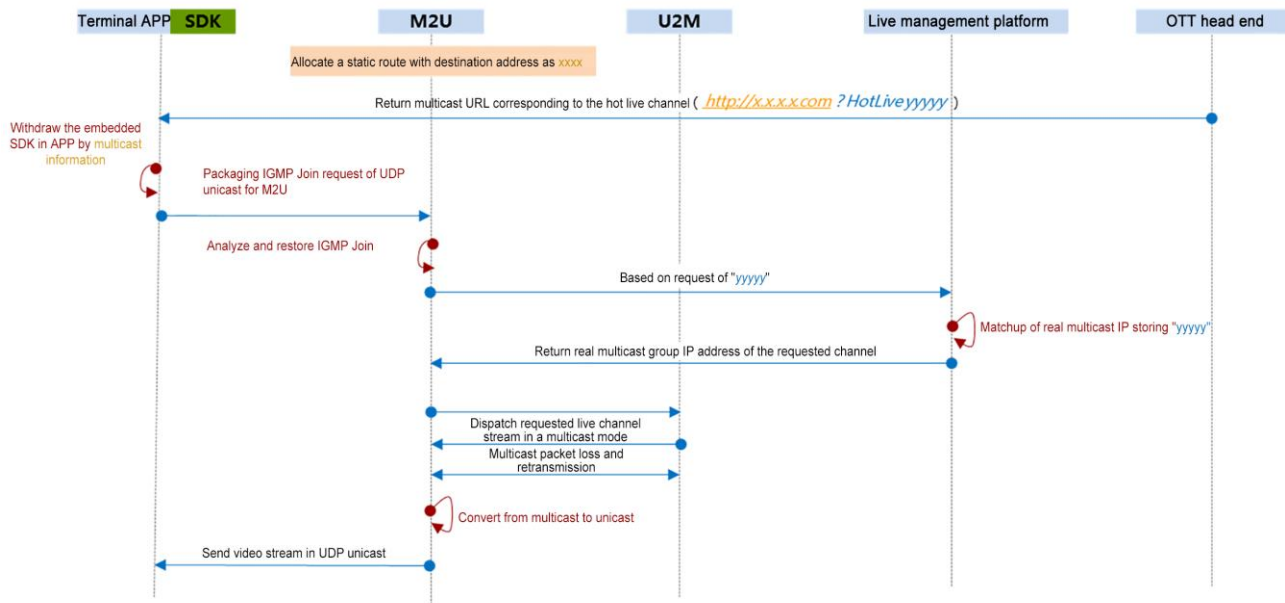 Terminal APP SDK M2U U2M Live management platform OTT head end
Allocate a static route with destination address as xxxx
Return multicast URL corresponding to the hot live channel ( http://x.x.x.x.com ?HotLiveyyyyy )
Withdraw the embedded
SDK in APP by multicast
information
Packaging IGMP Join request of UDP
unicast for M2U
Analyze and restore IGMP Join
Based on request of "yyyyy"
Matchup of real multicast IP storing "yyyyy"
Return real multicast group IP address of the requested channel
Dispatch requested live channel
stream in a multicast mode
Multicast packet loss and
retransmission
Convert from multicast to unicast
Send video stream in UDP unicast